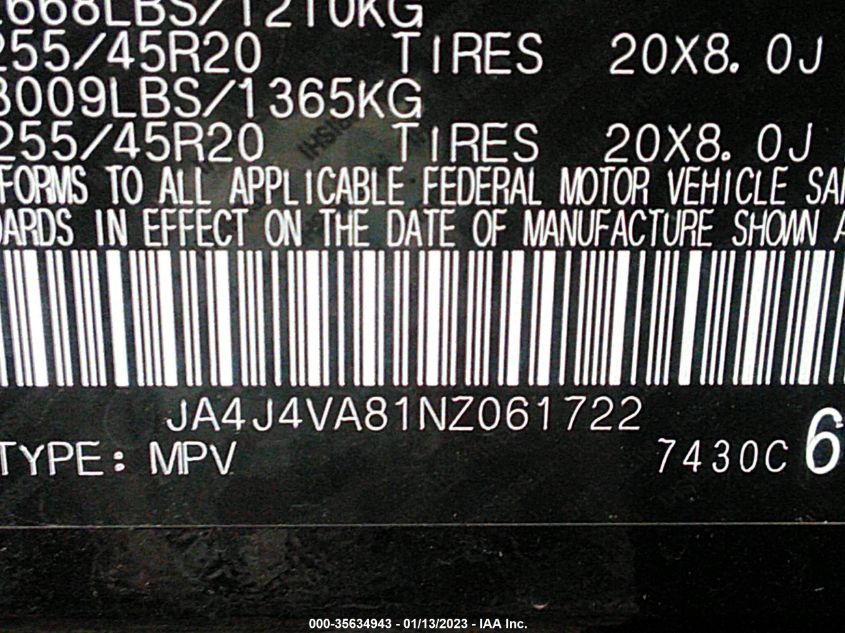 2668LBS/1210KG
255/45R20 TIRES 20X8.0J
3009LBS/1365KG
255/45R20 TIRES 20X8.0J
FORMS TO ALL APPLICABLE FEDERAL MOTOR VEHICLE SA
ARDS IN EFFECT ON THE DATE OF MANUFACTURE SHOWN A
JA4J4VA81NZ061722
TYPE: MPV 7430C 6
000-35634943 - 01/13/2023 - IAA Inc.